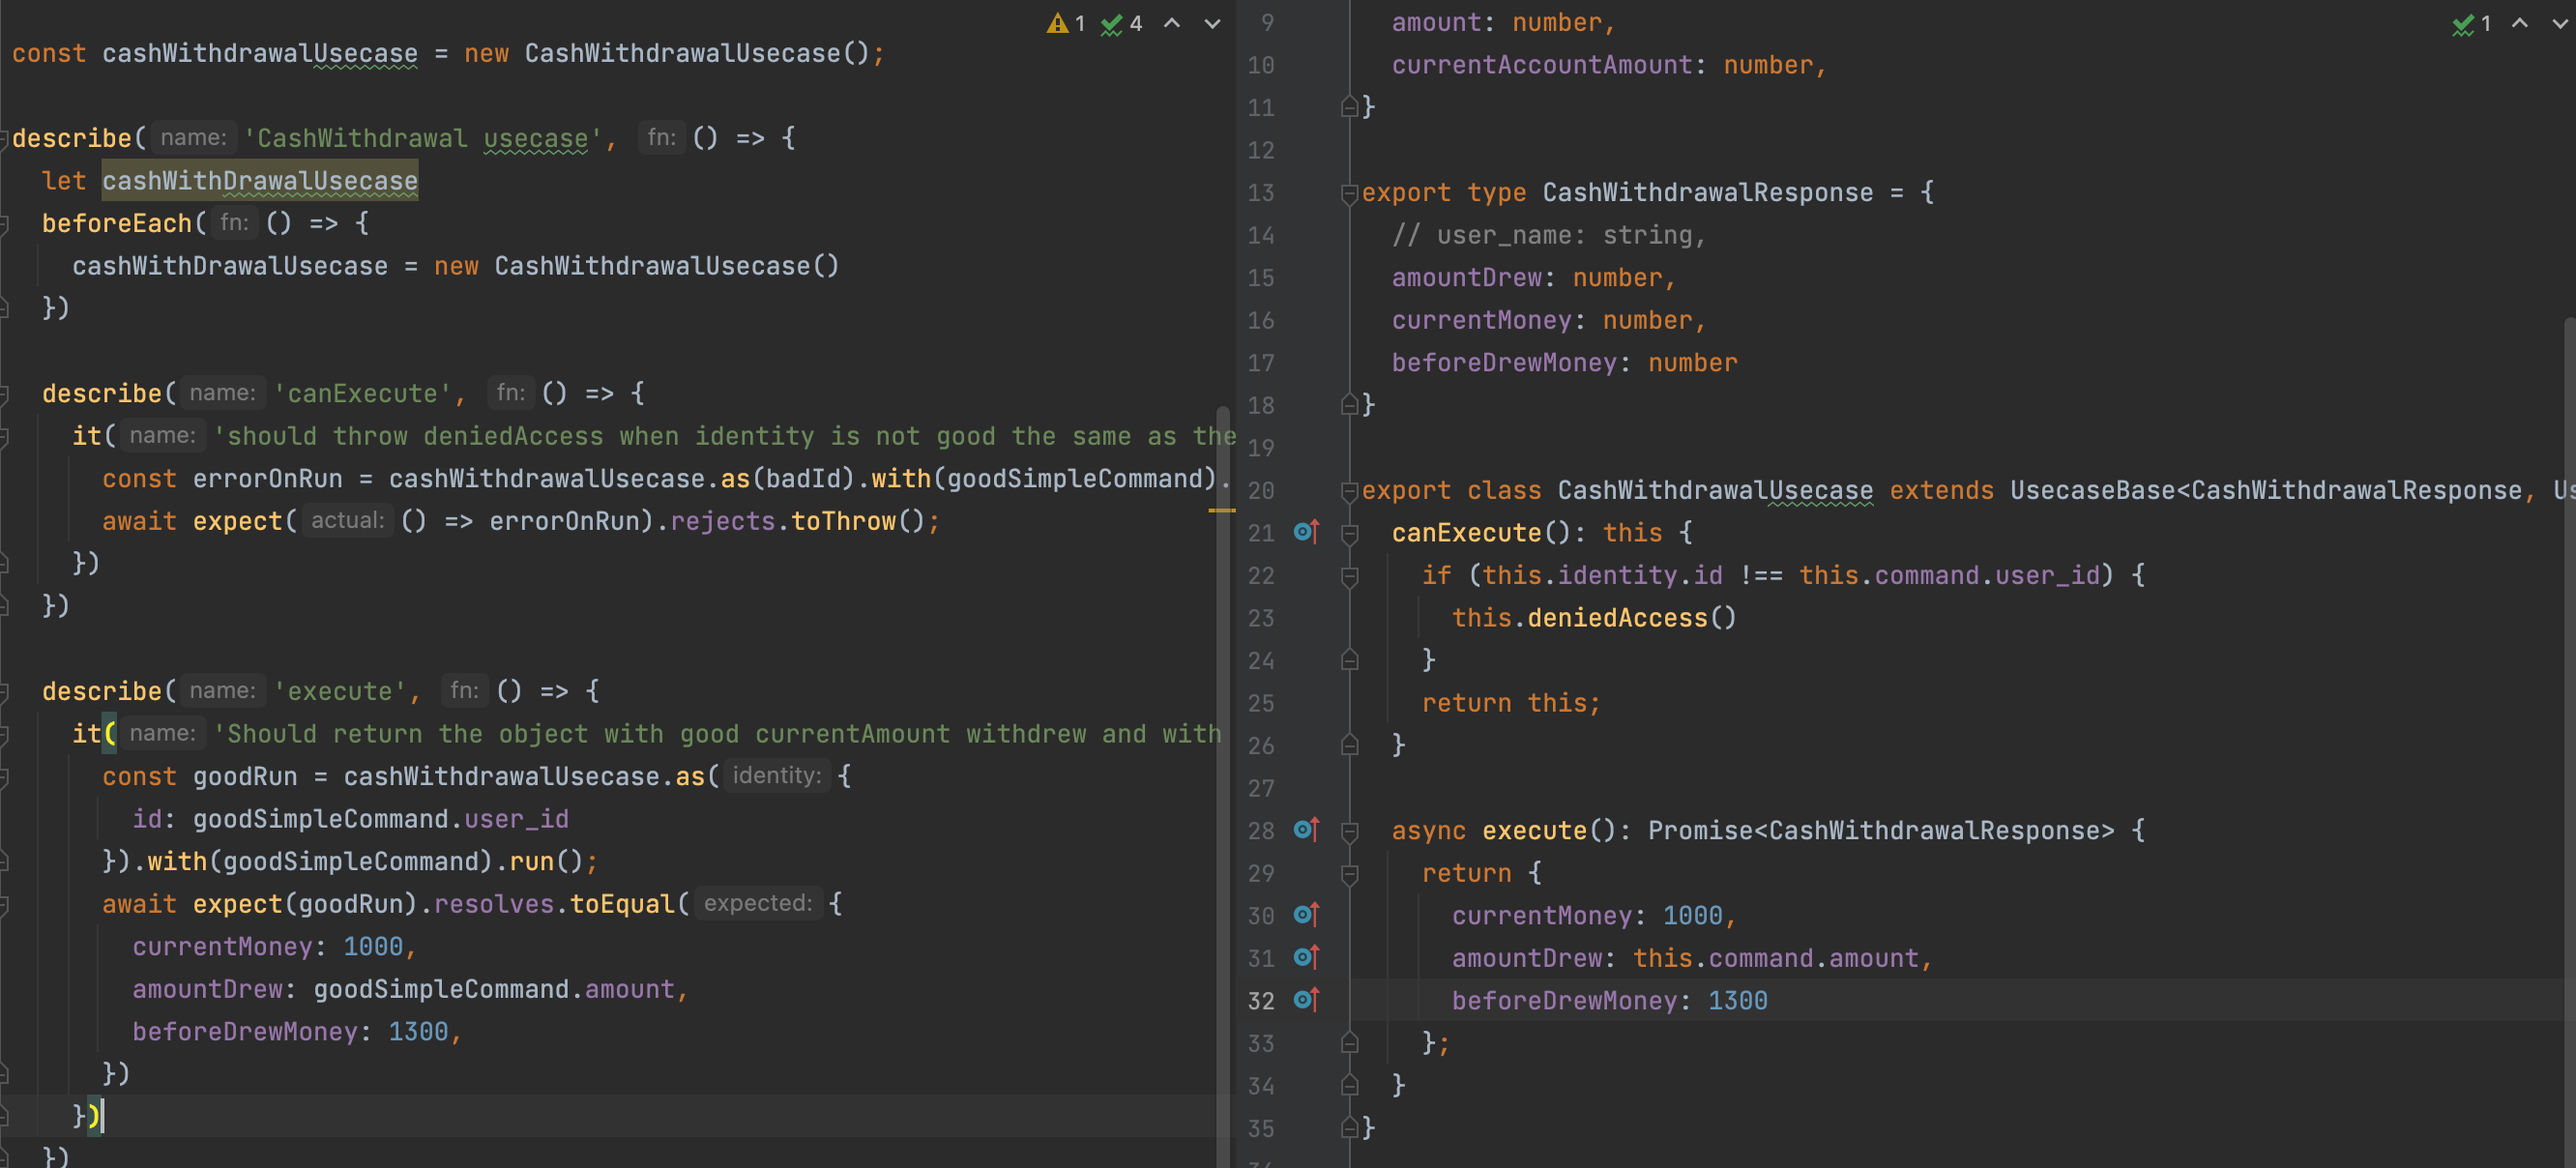 1 4
const cashWithdrawalUsecase = new CashWithdrawalUsecase();
describe( name: 'CashWithdrawal usecase', fn: () => {
let cashWithDrawalUsecase
beforeEach( fn: () => {
cashWithDrawalUsecase = new CashWithdrawalUsecase()
})
describe( name: 'canExecute', fn: () => {
it( name: 'should throw deniedAccess when identity is not good the same as the
const errorOnRun = cashWithdrawalUsecase.as(badId).with(goodSimpleCommand).
await expect( actual: () => errorOnRun).rejects.toThrow();
})
})
describe( name: 'execute', fn: () => {
it( name: 'Should return the object with good currentAmount withdrew and with
const goodRun = cashWithdrawalUsecase.as( identity: {
id: goodSimpleCommand.user_id
}).with(goodSimpleCommand).run();
await expect(goodRun).resolves.toEqual( expected: {
currentMoney: 1000,
amountDrew: goodSimpleCommand.amount,
beforeDrewMoney: 1300,
})
})
})
1
9 amount: number,
10 currentAccountAmount: number,
11 }
12
13 export type CashWithdrawalResponse = {
14 // user_name: string,
15 amountDrew: number,
16 currentMoney: number,
17 beforeDrewMoney: number
18 }
19
20 export class CashWithdrawalUsecase extends UsecaseBase<CashWithdrawalResponse,
21 canExecute(): this {
22 if (this.identity.id !== this.command.user_id) {
23 this.deniedAccess()
24 }
25 return this;
26 }
27
28 async execute(): Promise<CashWithdrawalResponse> {
29 return {
30 currentMoney: 1000,
31 amountDrew: this.command.amount,
32 beforeDrewMoney: 1300
33 };
34 }
35 }